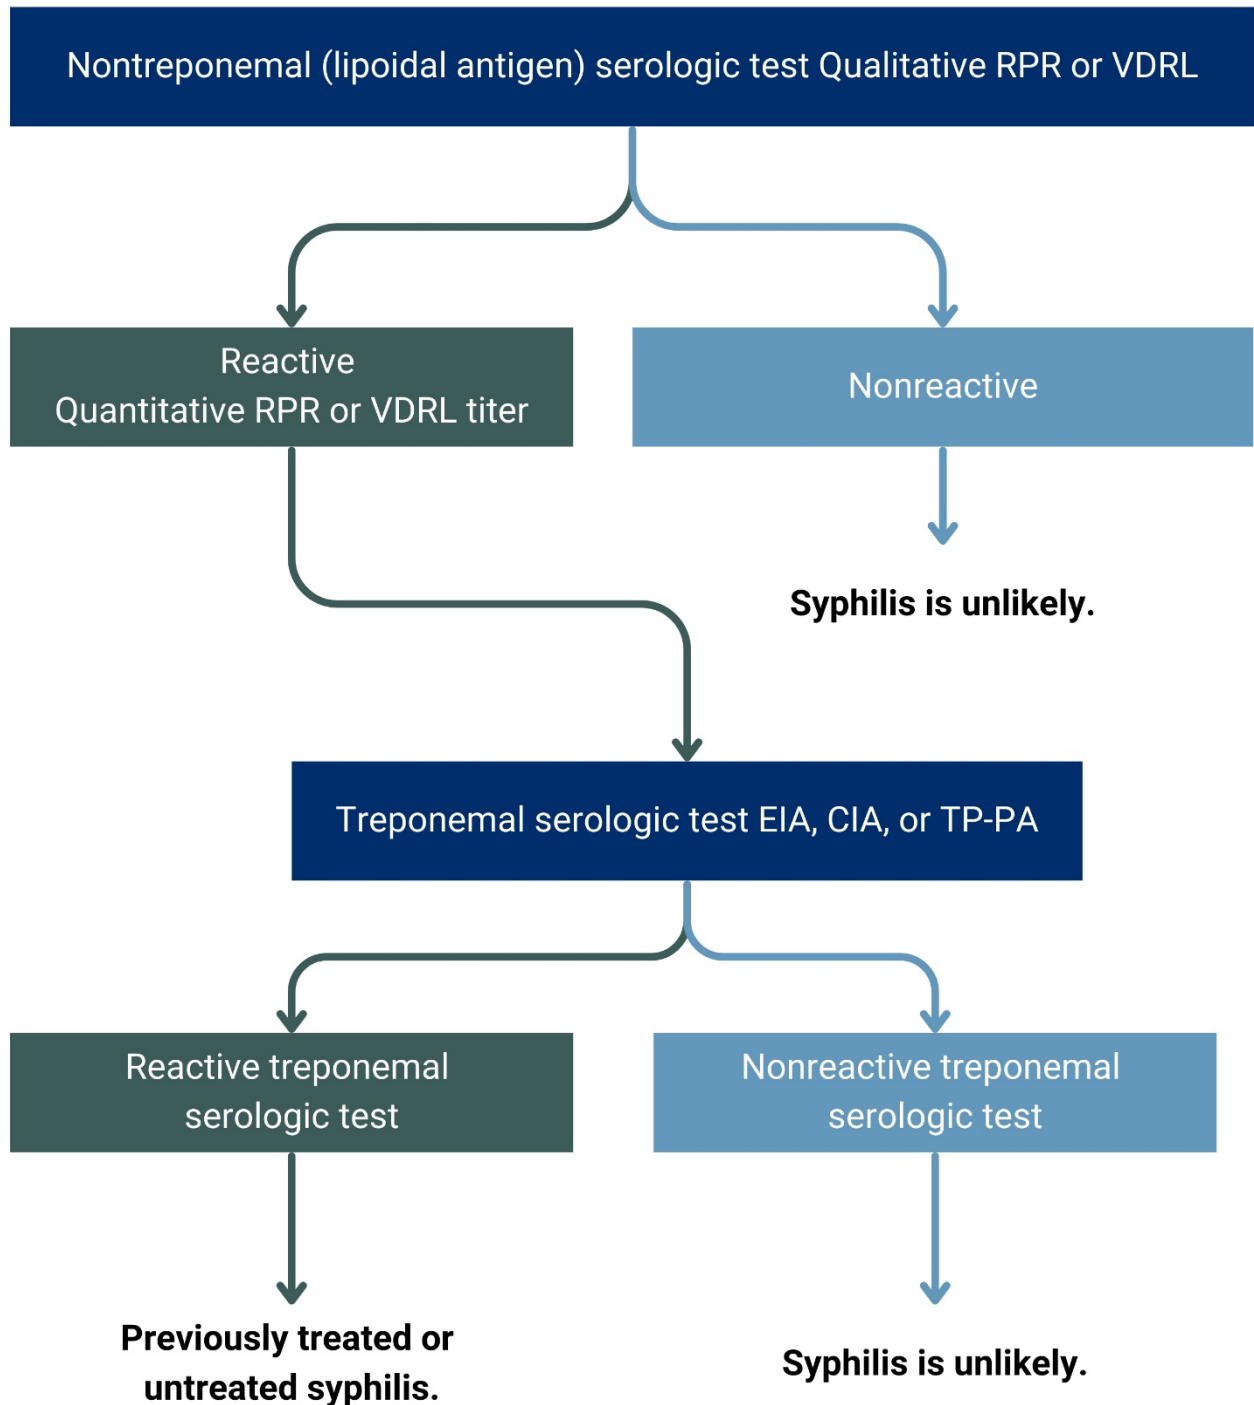 Nontreponemal (lipoidal antigen) serologic test Qualitative RPR or VDRL
Reactive
Quantitative RPR or VDRL titer
Nonreactive
Syphilis is unlikely.
Treponemal serologic test EIA, CIA, or TP-PA
Reactive treponemal
serologic test
Nonreactive treponemal
serologic test
Previously treated or
untreated syphilis.
Syphilis is unlikely.